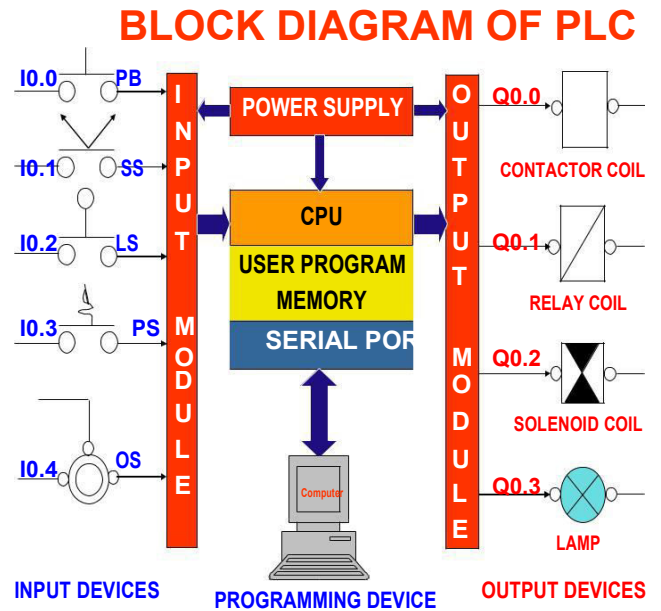 BLOCK DIAGRAM OF PLC
I0.0
PB
I0.1
SS
I0.2
LS
I0.3
PS
I0.4
OS
INPUT MODULE
POWER SUPPLY
CPU
USER PROGRAM
MEMORY
SERIAL POR
Computer
OUTPUT MODULE
Q0.0
CONTACTOR COIL
Q0.1
RELAY COIL
Q0.2
SOLENOID COIL
Q0.3
LAMP
INPUT DEVICES
PROGRAMMING DEVICE
OUTPUT DEVICES